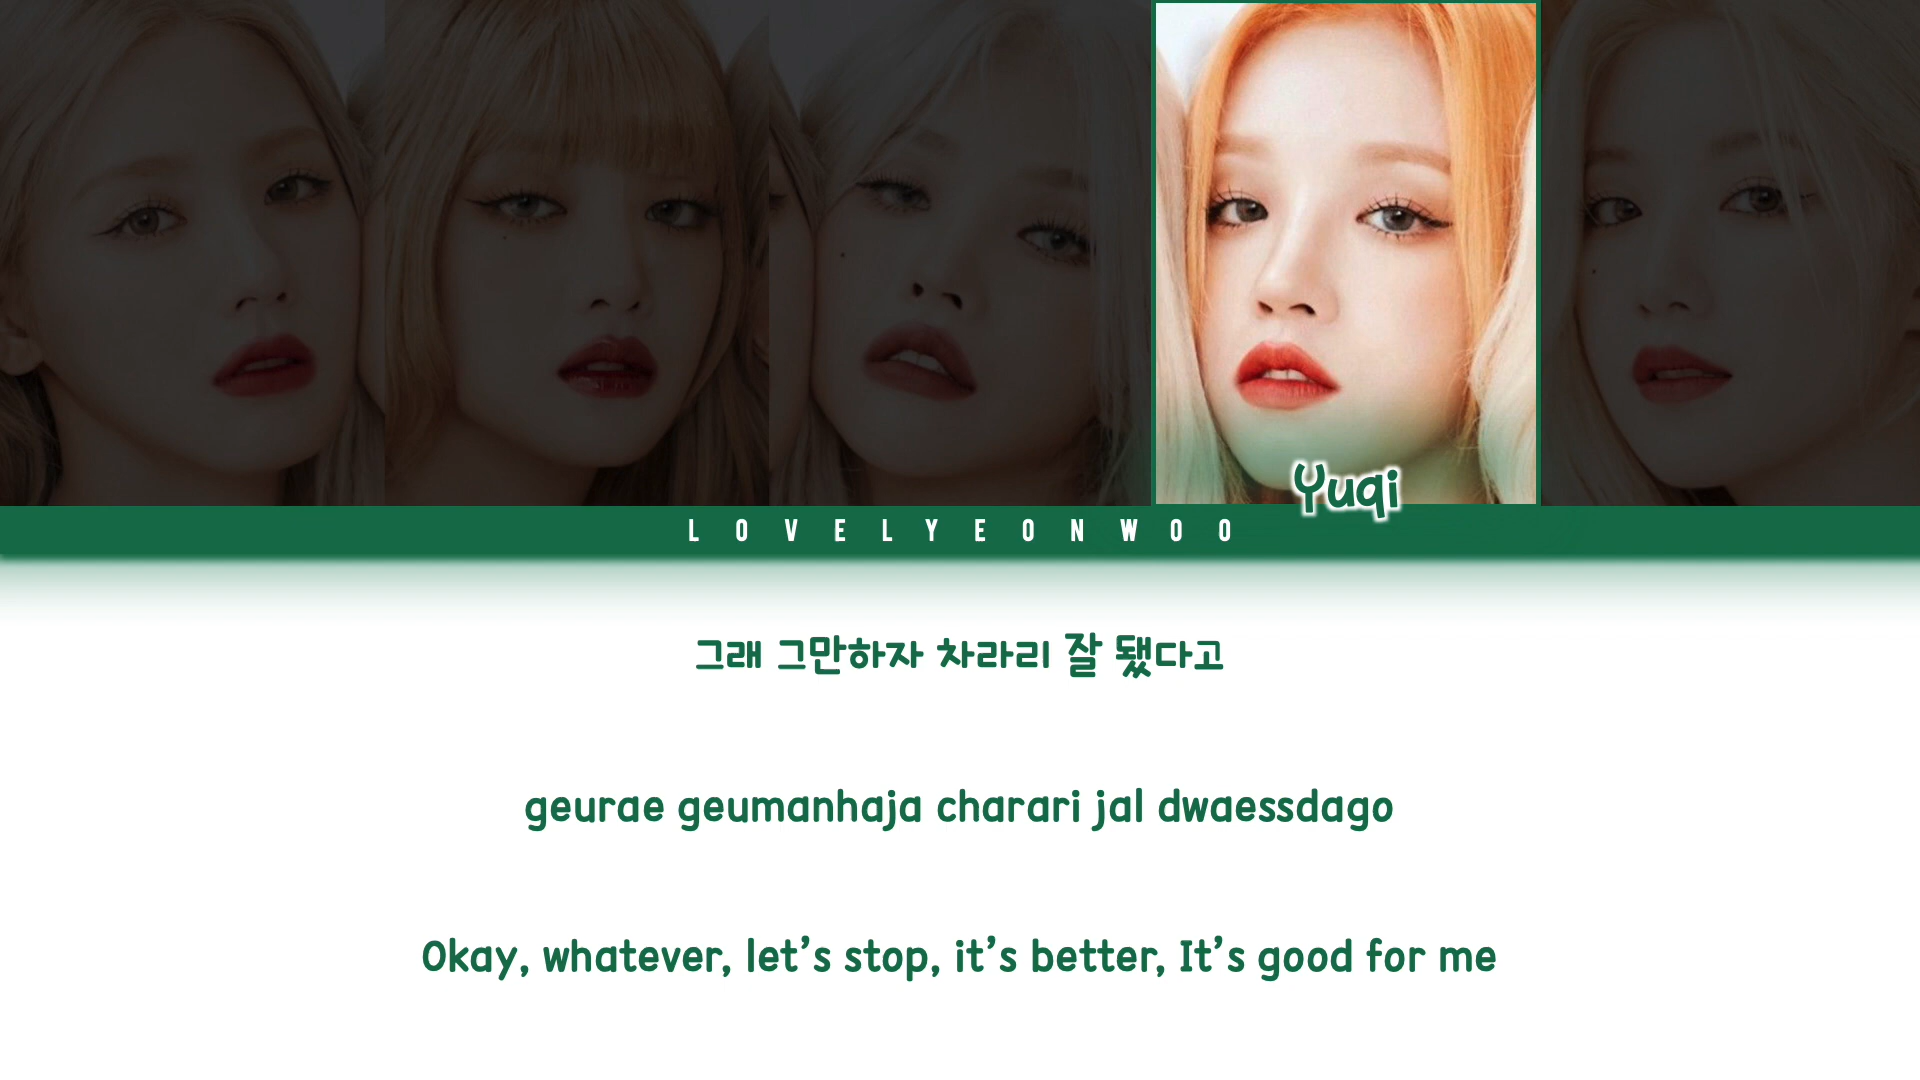 Yuqi
LOVELYEONWOO
그래 그만하자 차라리 잘 됐다고
geurae geumanhaja charari jal dwaessdago
Okay, whatever, let’s stop, it’s better, It’s good for me